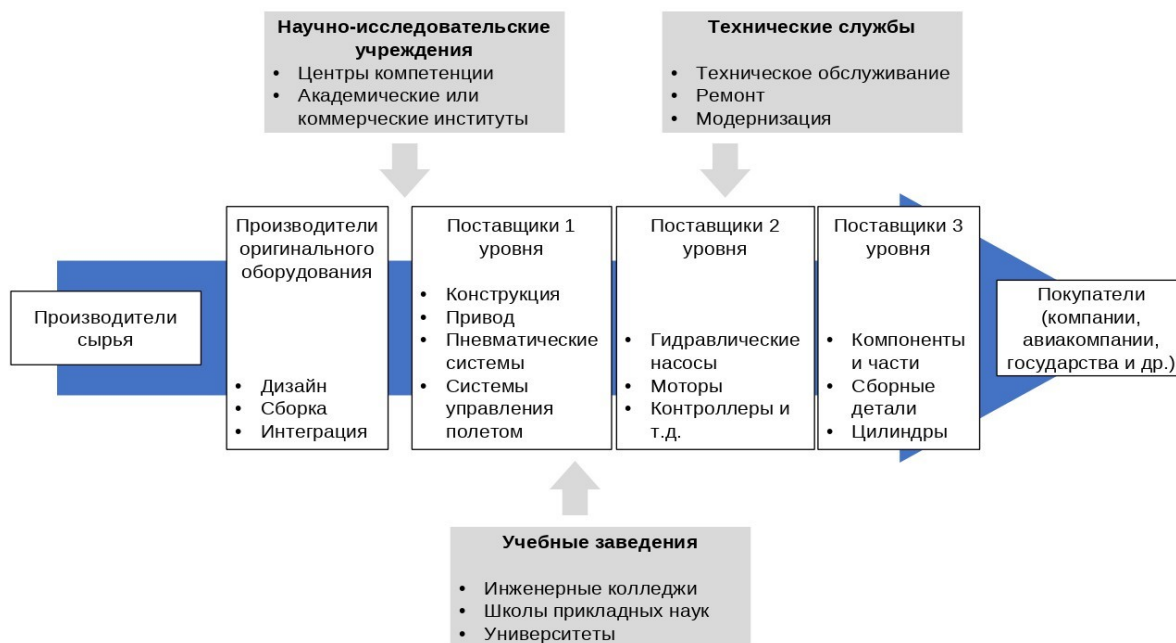 Научно-исследовательские
учреждения
• Центры компетенции
• Академические или
коммерческие институты
Технические службы
• Техническое обслуживание
• Ремонт
• Модернизация
Производители
сырья
Производители
оригинального
оборудования
• Дизайн
• Сборка
• Интеграция
Поставщики 1
уровня
• Конструкция
• Привод
• Пневматические
системы
• Системы
управления
полетом
Поставщики 2
уровня
• Гидравлические
насосы
• Моторы
• Контроллеры и
т.д.
Поставщики 3
уровня
• Компоненты
и части
• Сборные
детали
• Цилиндры
Покупатели
(компании,
авиакомпании,
государства и др.)
Учебные заведения
• Инженерные колледжи
• Школы прикладных наук
• Университеты